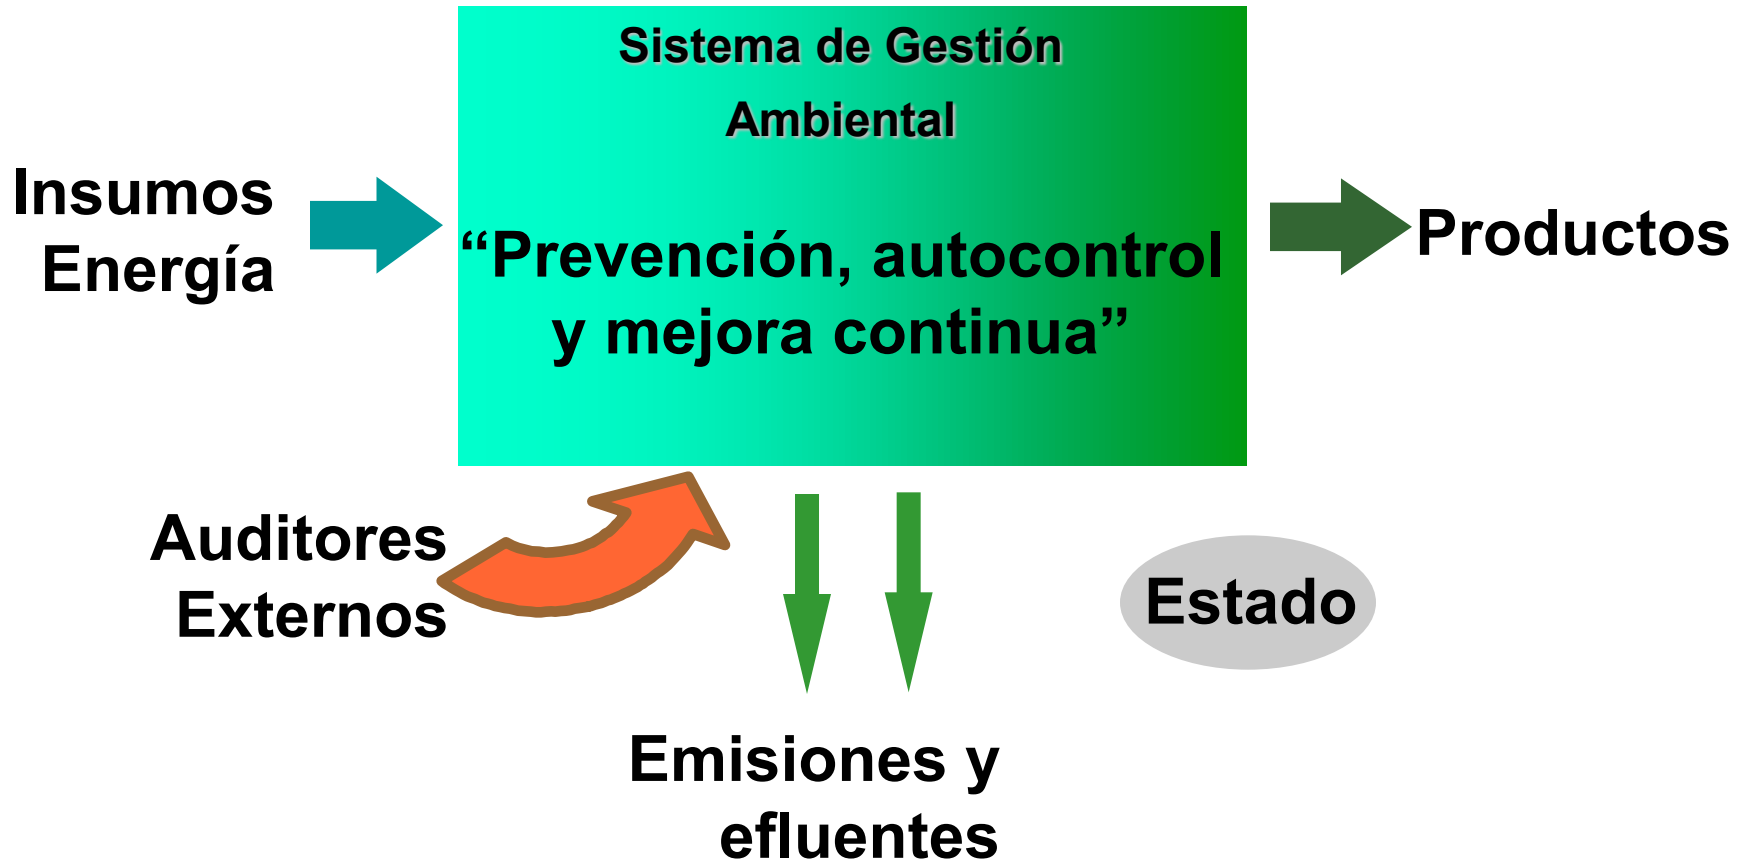 Sistema de Gestión
Ambiental
Insumos
Energía
“Prevención, autocontrol
y mejora continua”
Productos
Auditores
Externos
Estado
Emisiones y
efluentes